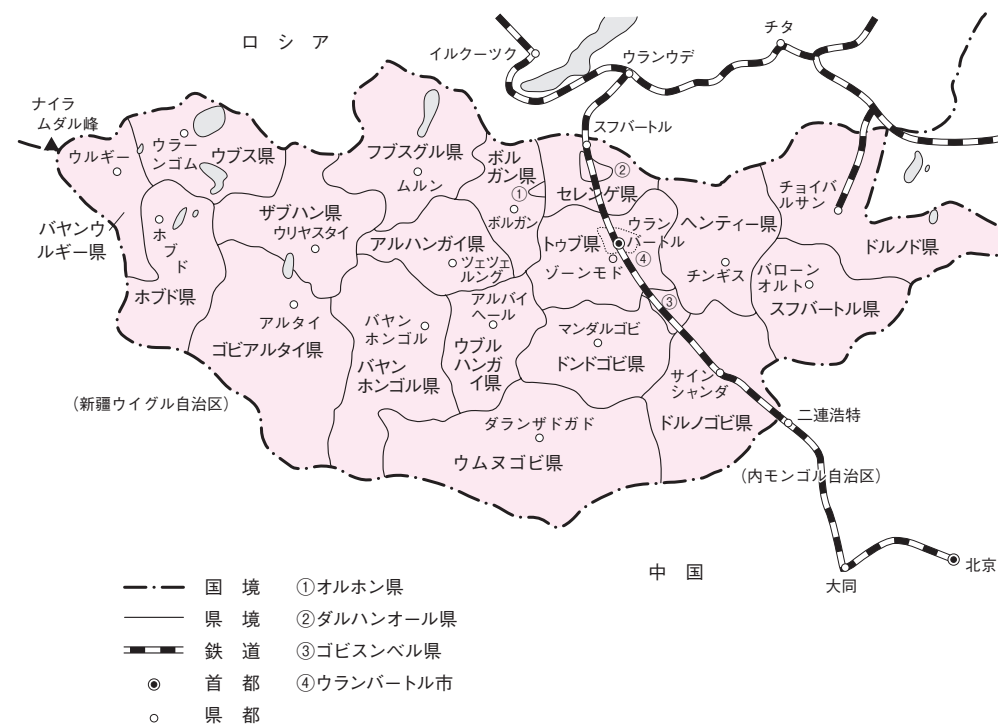 ロシア
イルクーツク
ウランウデ
チタ
ナイラ
ムダル峰
ウルギー
ウラー
ンゴム
ウブス県
フブスグル県
ムルン
ボル
ガン県
①
ボルガン
スフバートル
②
セレンゲ県
チョイバ
ルサン
バヤンウ
ルギー県
ホブ
ド
ホブド県
ザブハン県
ウリヤスタイ
アルハンガイ県
ツェツェ
ルング
トゥブ県
ウラン
バートル
④
ゾーンモド
ヘンティー県
チンギス
バローン
オルト
ドルノド県
スフバートル県
アルタイ
ゴビアルタイ県
バヤン
ホンゴル
バヤン
ホンゴル県
アルバイ
ヘール
ウブル
ハンガ
イ県
マンダルゴビ
ドンドゴビ県
③
サイン
シャンダ
ドルノゴビ県
(新疆ウイグル自治区)
ダランザドガド
ウムヌゴビ県
二連浩特
(内モンゴル自治区)
中国
大同
北京
国境 ①オルホン県
県境 ②ダルハンオール県
鉄道 ③ゴビスンベル県
首都 ④ウランバートル市
県都